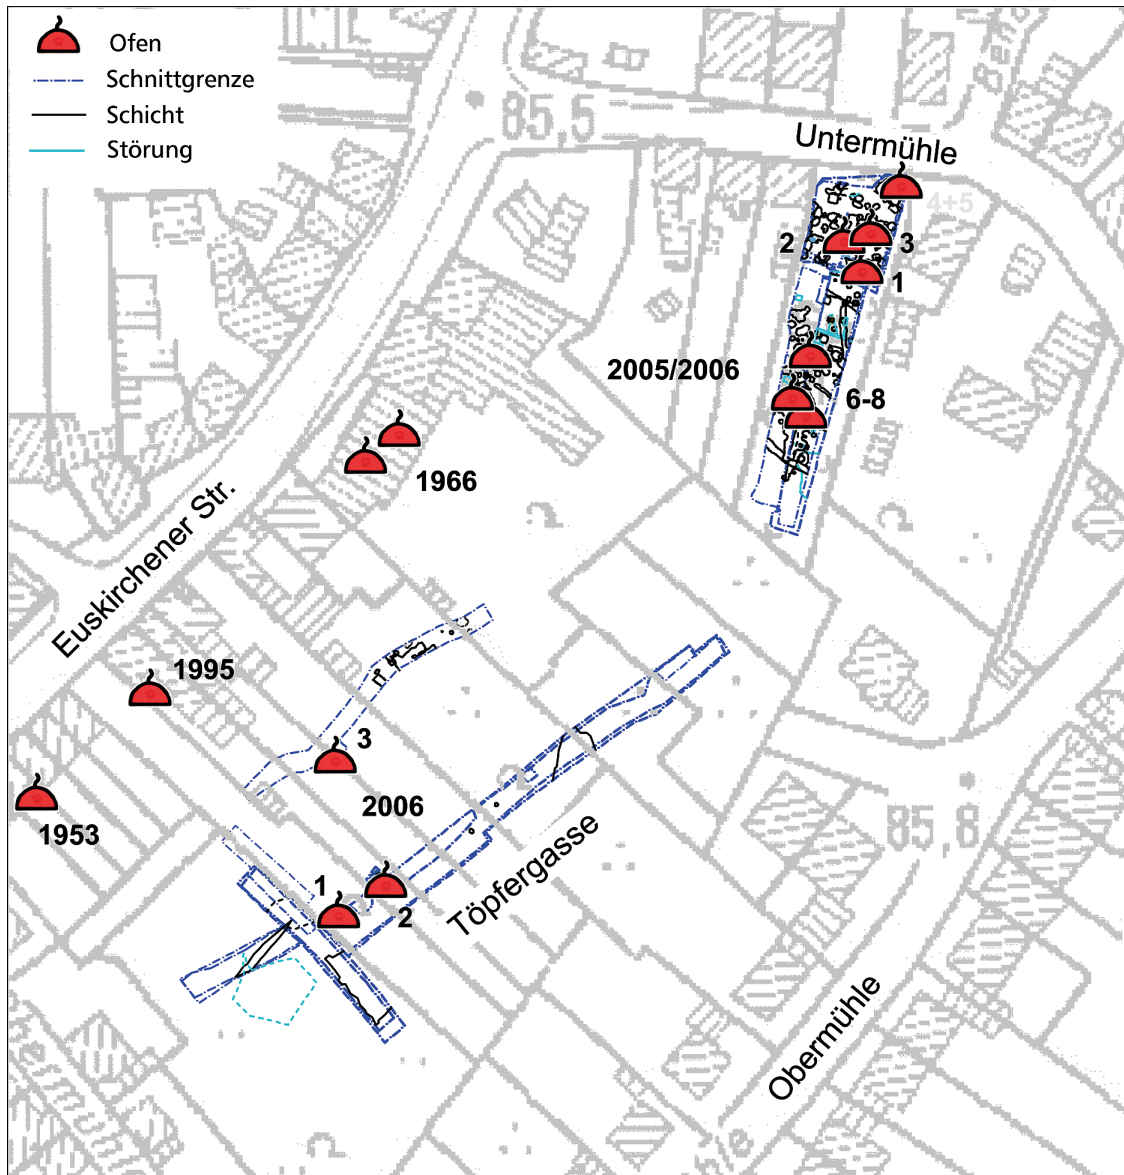 Ofen
Schnittgrenze
Schicht
Störung
85,5
Untermühle
4+5
2
3
1
2005/2006
6-8
1966
Euskirchener Str.
1995
3
2006
1953
85,8
Töpfergasse
1
2
Obermühle